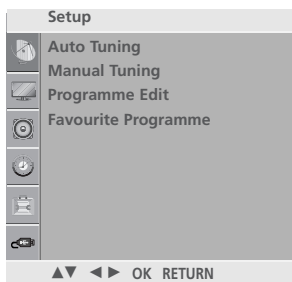 Setup
Auto Tuning
Manual Tuning
Programme Edit
Favourite Programme
▲▼ ◄► OK RETURN